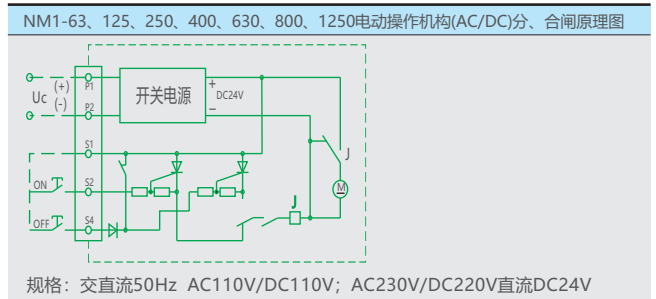 NM1-63、125、250、400、630、800、1250电动操作机构(AC/DC)分、合闸原理图
Uc
(+)
(-)
P1
P2
开关电源
+
DC24V
−
S1
ON
S2
OFF
S4
J
J
M
规格：交直流50Hz AC110V/DC110V；AC230V/DC220V直流DC24V